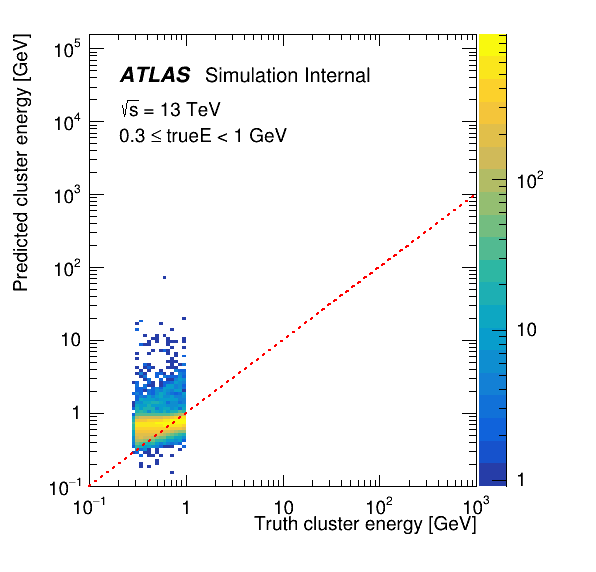 ATLAS Simulation Internal
√s = 13 TeV
0.3 ≤ trueE < 1 GeV
Predicted cluster energy [GeV]
10⁵
10⁴
10³
10²
10
1
10⁻¹
10⁻¹ 1 10 10² 10³
Truth cluster energy [GeV]
10²
10
1